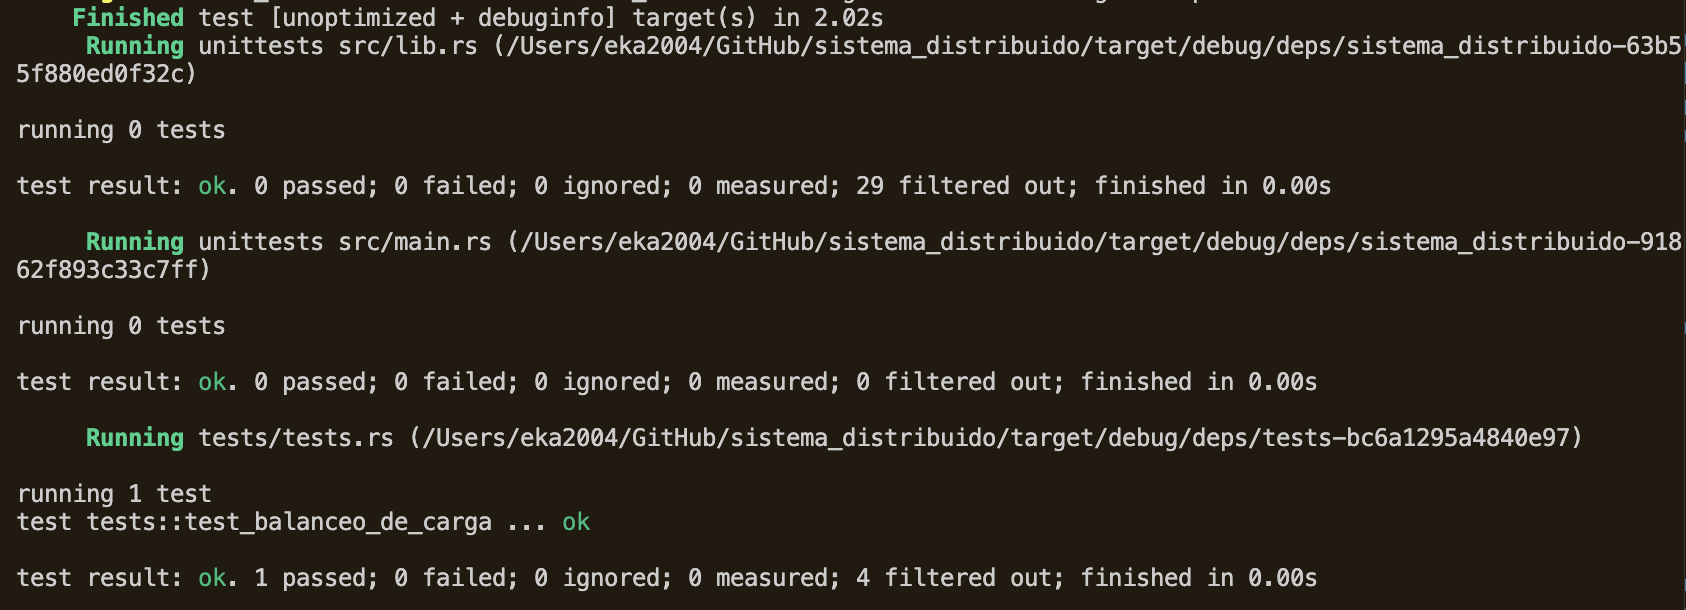 Finished test [unoptimized + debuginfo] target(s) in 2.02s
Running unittests src/lib.rs (/Users/eka2004/GitHub/sistema_distribuido/target/debug/deps/sistema_distribuido-63b5
5f880ed0f32c)
running 0 tests
test result: ok. 0 passed; 0 failed; 0 ignored; 0 measured; 29 filtered out; finished in 0.00s
Running unittests src/main.rs (/Users/eka2004/GitHub/sistema_distribuido/target/debug/deps/sistema_distribuido-918
62f893c33c7ff)
running 0 tests
test result: ok. 0 passed; 0 failed; 0 ignored; 0 measured; 0 filtered out; finished in 0.00s
Running tests/tests.rs (/Users/eka2004/GitHub/sistema_distribuido/target/debug/deps/tests-bc6a1295a4840e97)
running 1 test
test tests::test_balanceo_de_carga ... ok
test result: ok. 1 passed; 0 failed; 0 ignored; 0 measured; 4 filtered out; finished in 0.00s